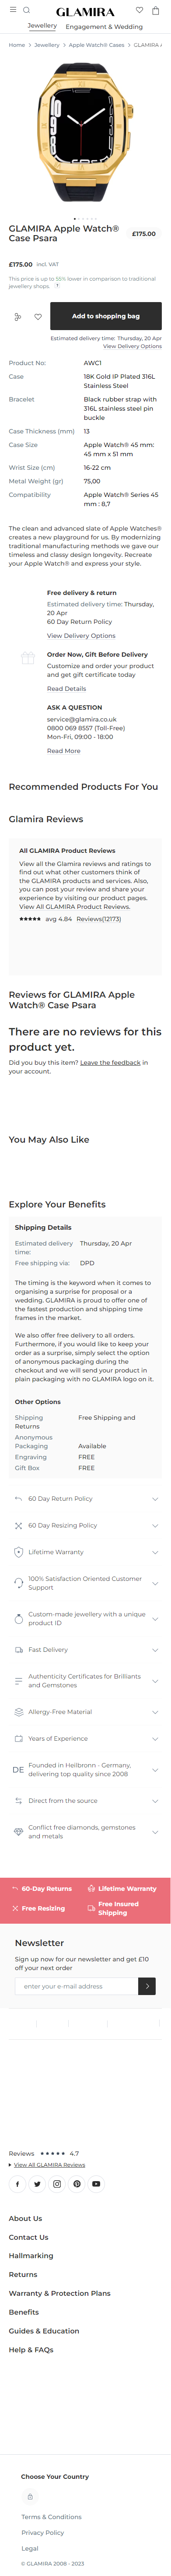 GLAMIRA
Jewellery Engagement & Wedding
Home > Jewellery > Apple Watch® Cases > GLAMIRA
GLAMIRA Apple Watch®
Case Psara
£175.00
£175.00 incl. VAT
This price is up to 55% lower in comparison to traditional
jewellery shops ?
Add to shopping bag
Estimated delivery time: Thursday, 20 Apr
View Delivery Options
Product No: AWC1
Case 18K Gold IP Plated 316L
Stainless Steel
Bracelet Black rubber strap with
316L stainless steel pin
buckle
Case Thickness (mm) 13
Case Size Apple Watch® 45 mm:
45 mm x 51 mm
Wrist Size (cm) 16-22 cm
Metal Weight (gr) 75,00
Compatibility Apple Watch® Series 45
mm : 8,7
The clean and advanced slate of Apple Watches®
creates a new playground for us. By modernizing
traditional manufacturing methods we gave our
timeless and classy design longevity. Recreate
your Apple Watch® and express your style.
Free delivery & return
Estimated delivery time: Thursday,
20 Apr
60 Day Return Policy
View Delivery Options
Order Now, Gift Before Delivery
Customize and order your product
and get gift certificate today
Read Details
ASK A QUESTION
service@glamira.co.uk
0800 069 8557 (Toll-Free)
Mon-Fri, 09:00 - 18:00
Read More
Recommended Products For You
Glamira Reviews
All GLAMIRA Product Reviews
View all the Glamira reviews and ratings to
find out what other customers think of
the GLAMIRA products and services. Also,
you can post your review and share your
experience by visiting our product pages.
View All GLAMIRA Product Reviews.
★★★★★ avg 4.84 Reviews(12173)
Reviews for GLAMIRA Apple
Watch® Case Psara
There are no reviews for this
product yet.
Did you buy this item? Leave the feedback in
your account.
You May Also Like
Explore Your Benefits
Shipping Details
Estimated delivery Thursday, 20 Apr
time:
Free shipping via: DPD
The timing is the keyword when it comes to
organising a surprise for proposal or a
wedding. GLAMIRA is proud to offer one of
the fastest production and shipping time
frames in the market.
We also offer free delivery to all orders.
Furthermore, if you would like to keep your
order as a surprise, simply select the option
of anonymous packaging during the
checkout and we will send your product in
plain packaging with no GLAMIRA logo on it.
Other Options
Shipping Free Shipping and
Returns
Anonymous
Packaging Available
Engraving FREE
Gift Box FREE
60 Day Return Policy
60 Day Resizing Policy
Lifetime Warranty
100% Satisfaction Oriented Customer
Support
Custom-made jewellery with a unique
product ID
Fast Delivery
Authenticity Certificates for Brilliants
and Gemstones
Allergy-Free Material
Years of Experience
DE Founded in Heilbronn - Germany,
delivering top quality since 2008
Direct from the source
Conflict free diamonds, gemstones
and metals
60-Day Returns Lifetime Warranty
Free Resizing Free Insured
Shipping
Newsletter
Sign up now for our newsletter and get £10
off your next order
enter your e-mail address
Reviews ★★★★★ 4.7
View All GLAMIRA Reviews
About Us
Contact Us
Hallmarking
Returns
Warranty & Protection Plans
Benefits
Guides & Education
Help & FAQs
Choose Your Country
Terms & Conditions
Privacy Policy
Legal
© GLAMIRA 2008 - 2023